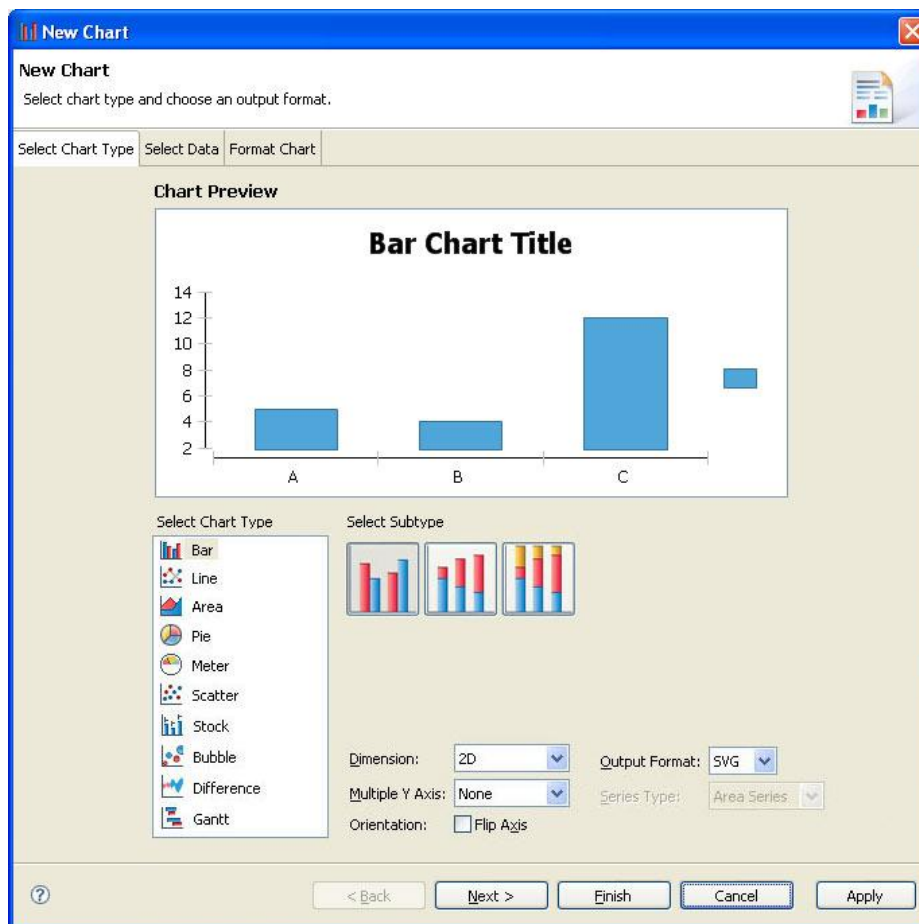 New Chart
New Chart
Select chart type and choose an output format.
Select Chart Type Select Data Format Chart
Chart Preview
Bar Chart Title
14
12
10
8
6
4
2
A B C
Select Chart Type
Bar
Line
Area
Pie
Meter
Scatter
Stock
Bubble
Difference
Gantt
Select Subtype
Dimension: 2D
Output Format: SVG
Multiple Y Axis: None
Series Type: Area Series
Orientation: Flip Axis
? < Back Next > Finish Cancel Apply